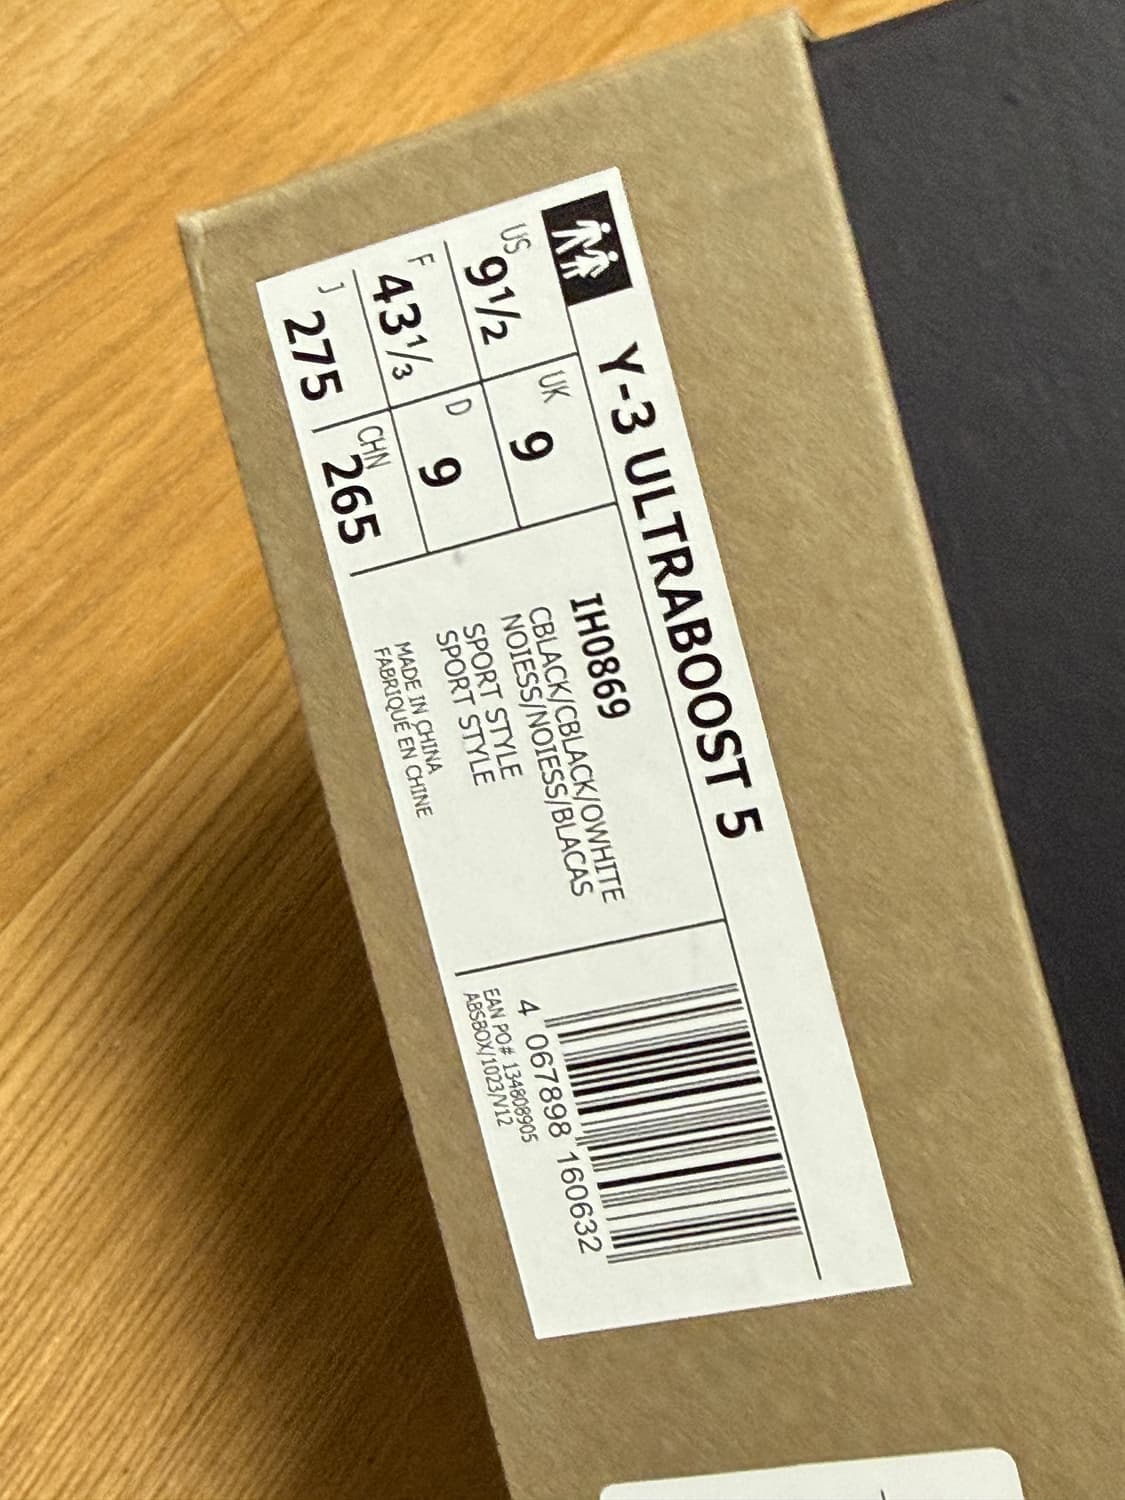 Y-3 ULTRABOOST 5
US 9½ UK 9
F 43⅓ D 9
J 275 CHN 265
IH0869
CBLACK/CBLACK/OWHITE
NOIESS/NOIESS/BLACAS
SPORT STYLE
SPORT STYLE
MADE IN CHINA
FABRIQUÉ EN CHINE
4 067898 160632
EAN PO# 134808905
ABSBOX/1023/V12